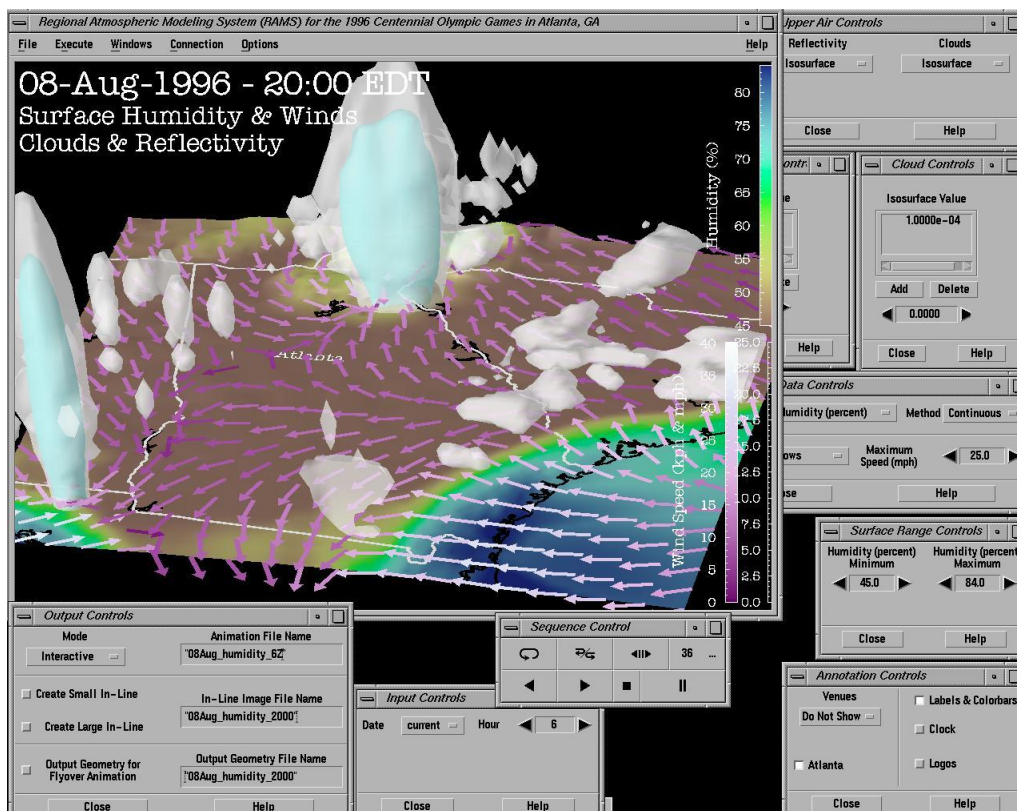 Regional Atmospheric Modeling System (RAMS) for the 1996 Centennial Olympic Games in Atlanta, GA
File Execute Windows Connection Options Help
08-Aug-1996 - 20:00 EDT
Surface Humidity & Winds
Clouds & Reflectivity
Atlanta
Humidity (%)
80
75
70
65
60
55
50
45
Wind Speed (kph & mph)
40 25.0
36 22.5
30 20.0
25
20
15
10
5
0
12.5
10.0
7.5
5.0
2.5
0.0
Upper Air Controls
Reflectivity Clouds
Isosurface Isosurface
Close Help
Cloud Controls
Isosurface Value
1.0000e-04
Add Delete
0.0000
Help
Close Help
Data Controls
Humidity (percent) Method Continuous
Maximum
Speed (mph) 25.0
Help
Surface Range Controls
Humidity (percent) Humidity (percent)
Minimum Maximum
45.0 84.0
Close Help
Output Controls
Mode Animation File Name
Interactive "08Aug_humidity_6Z"
Create Small In-Line In-Line Image File Name
"08Aug_humidity_2000"
Create Large In-Line
Output Geometry for Output Geometry File Name
Flyover Animation "08Aug_humidity_2000"
Close Help
Input Controls
Date current Hour 6
Close Help
Sequence Control
36 ...
Annotation Controls
Venues Labels & Colorbars
Do Not Show
Clock
Atlanta Logos
Close Help